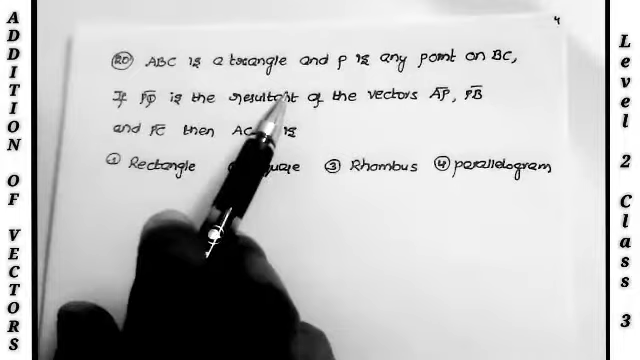 ADDITION OF VECTORS
4
20 ABC is a triangle and P is any point on BC,
If PQ is the resultant of the vectors AP, PB
and PC then AC is
① Rectangle ③ Rhombus ④ parallelogram
Level 2 Class 3